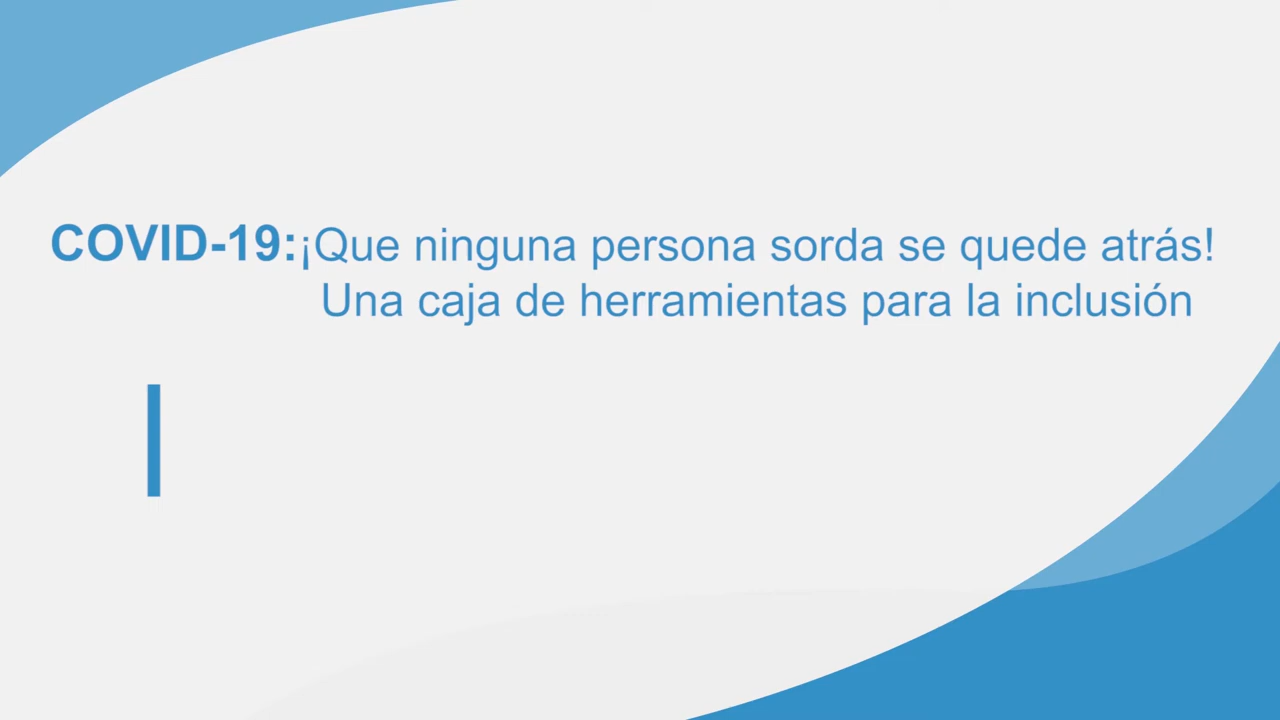 COVID-19:¡Que ninguna persona sorda se quede atrás!
Una caja de herramientas para la inclusión